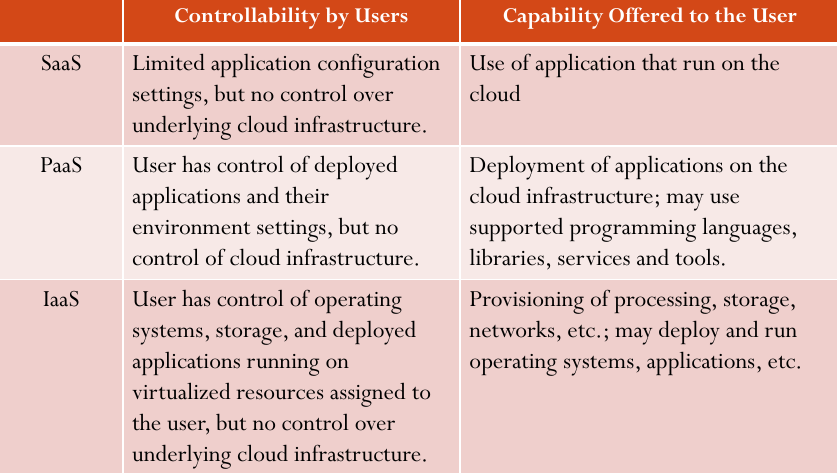 Controllability by Users
Capability Offered to the User
SaaS
Limited application configuration
settings, but no control over
underlying cloud infrastructure.
Use of application that run on the
cloud
PaaS
User has control of deployed
applications and their
environment settings, but no
control of cloud infrastructure.
Deployment of applications on the
cloud infrastructure; may use
supported programming languages,
libraries, services and tools.
IaaS
User has control of operating
systems, storage, and deployed
applications running on
virtualized resources assigned to
the user, but no control over
underlying cloud infrastructure.
Provisioning of processing, storage,
networks, etc.; may deploy and run
operating systems, applications, etc.